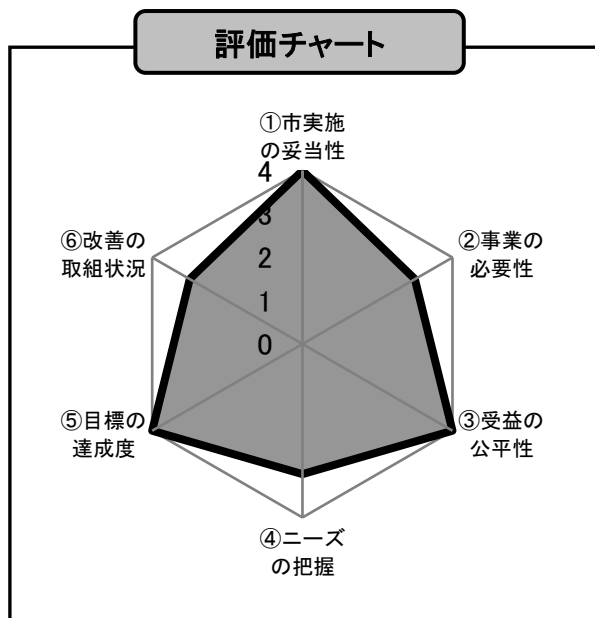 評価チャート
①市実施
の妥当性
4
3
2
1
0
②事業の
必要性
③受益の
公平性
④ニーズ
の把握
⑤目標の
達成度
⑥改善の
取組状況